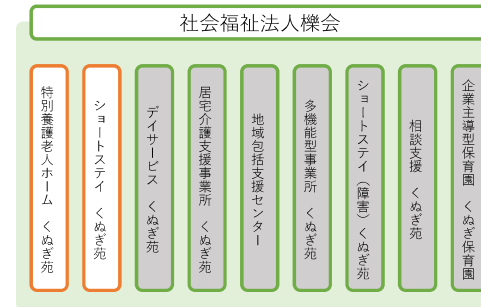 社会福祉法人櫟会
特別養護老人ホーム くぬぎ苑
ショートステイ くぬぎ苑
デイサービス くぬぎ苑
居宅介護支援事業所 くぬぎ苑
地域包括支援センター
多機能型事業所 くぬぎ苑
ショートステイ（障害）くぬぎ苑
相談支援 くぬぎ苑
企業主導型保育園 くぬぎ保育園